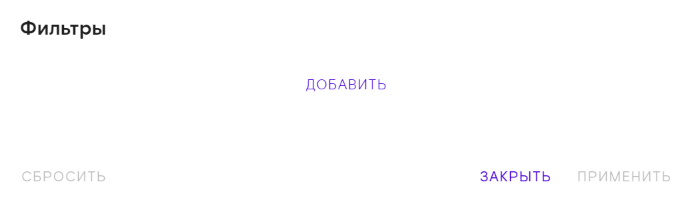 Фильтры
ДОБАВИТЬ
СБРОСИТЬ ЗАКРЫТЬ ПРИМЕНИТЬ